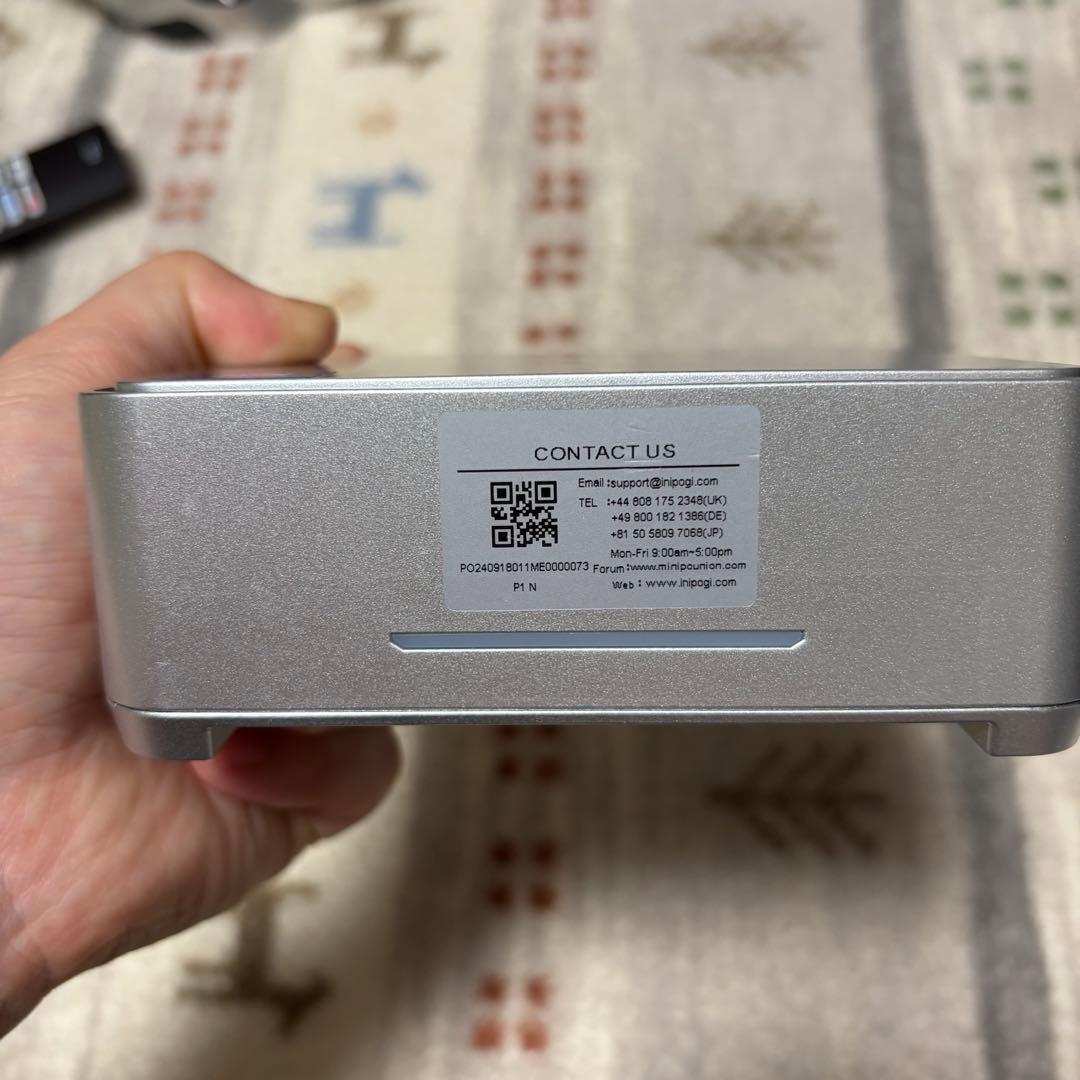 CONTACT US
Email :support@inipogi.com
TEL :+44 808 175 2348(UK)
+49 800 182 1386(DE)
+81 50 5809 7068(JP)
Mon-Fri 9:00am~5:00pm
PO240918011ME0000073
Forum:www.minipcunion.com
P1 N
Web : www.inipogi.com